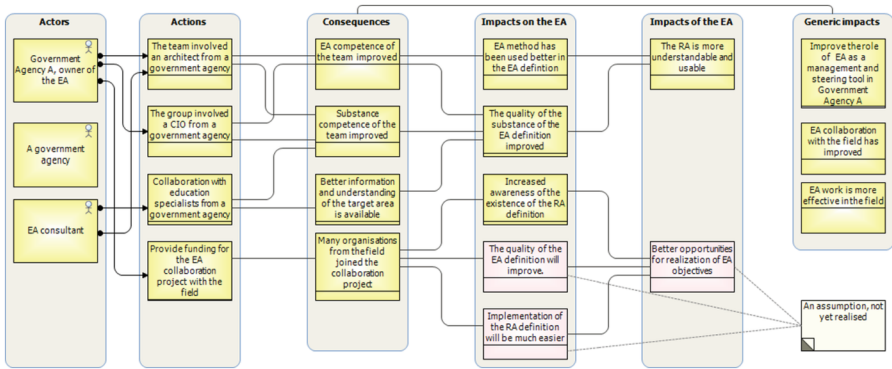 Actors
Government
Agency A, owner of
the EA
A government
agency
EA consultant
Actions
The team involved
an architect from a
government agency
The group involved
a CIO from a
government agency
Collaboration with
education
specialists from a
government agency
Provide funding for
the EA
collaboration
project with the
field
Consequences
EA competence of
the team improved
Substance
competence of the
team improved
Better information
and understanding
of the target area
is available
Many organisations
from the field
joined the
collaboration
project
Impacts on the EA
EA method has
been used better in
the EA defintion
The quality of the
substance of the
EA definition
improved
Increased
awareness of the
existence of the RA
definition
The quality of the
EA definition will
improve.
Implementation of
the RA definition
will be much easier
Impacts of the EA
The RA is more
understandable and
usable
Better opportunities
for realization of EA
objectives
Generic impacts
Improve therole
of EA as a
management and
steering tool in
Government
Agency A
EA collaboration
with the field has
improved
EA work is more
effective in the field
An assumption, not
yet realised